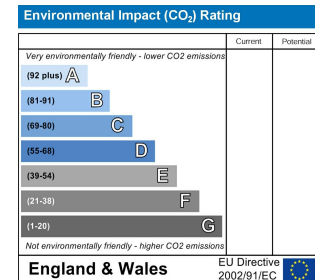 Environmental Impact (CO₂) Rating
Current Potential
Very environmentally friendly - lower CO2 emissions
(92 plus) A
(81-91) B
(69-80) C
(55-68) D
(39-54) E
(21-38) F
(1-20) G
Not environmentally friendly - higher CO2 emissions
England & Wales
EU Directive
2002/91/EC